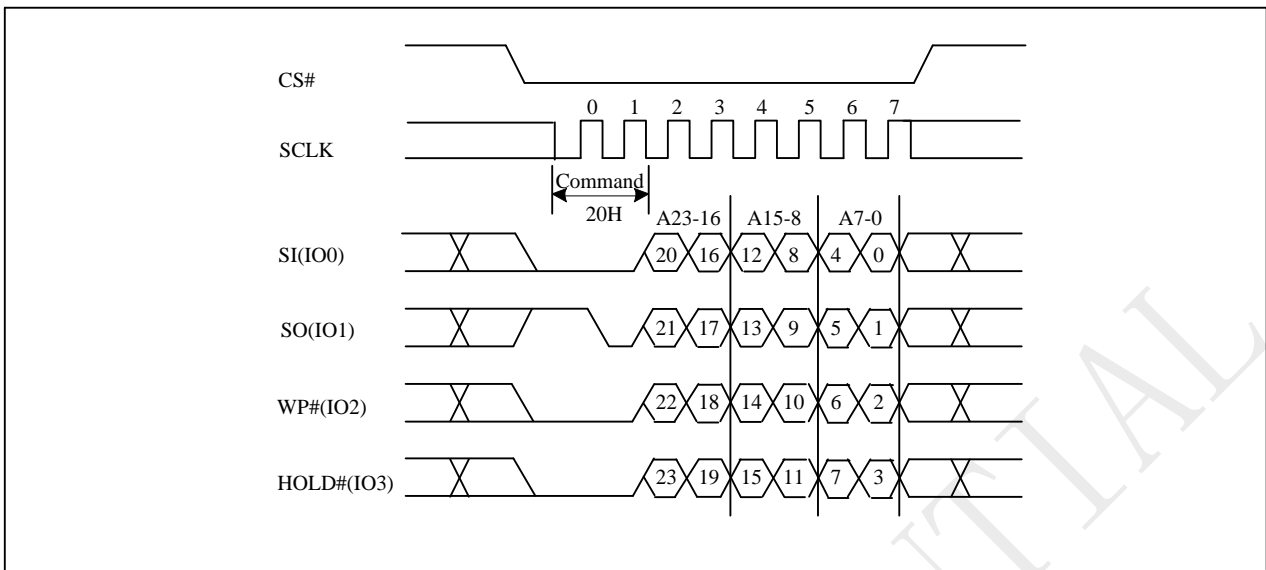 CS#
0 1 2 3 4 5 6 7
SCLK
Command
20H
A23-16 A15-8 A7-0
SI(IO0)
20 16 12 8 4 0
SO(IO1)
21 17 13 9 5 1
WP#(IO2)
22 18 14 10 6 2
HOLD#(IO3)
23 19 15 11 7 3
NTIAL